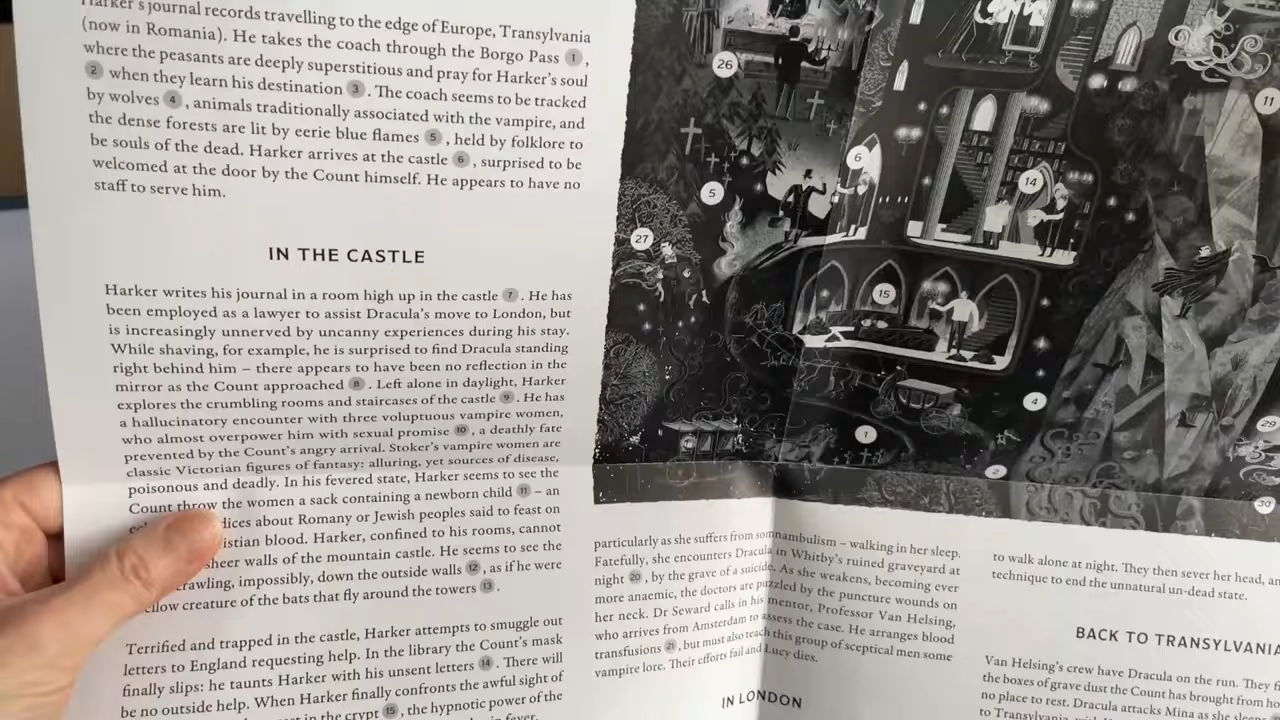 Harker's journal records travelling to the edge of Europe, Transylvania
(now in Romania). He takes the coach through the Borgo Pass 1,
where the peasants are deeply superstitious and pray for Harker's soul
2 when they learn his destination 3. The coach seems to be tracked
by wolves 4, animals traditionally associated with the vampire, and
the dense forests are lit by eerie blue flames 5, held by folklore to
be souls of the dead. Harker arrives at the castle 6, surprised to be
welcomed at the door by the Count himself. He appears to have no
staff to serve him.
IN THE CASTLE
Harker writes his journal in a room high up in the castle 7. He has
been employed as a lawyer to assist Dracula's move to London, but
is increasingly unnerved by uncanny experiences during his stay.
While shaving, for example, he is surprised to find Dracula standing
right behind him – there appears to have been no reflection in the
mirror as the Count approached 8. Left alone in daylight, Harker
explores the crumbling rooms and staircases of the castle 9. He has
a hallucinatory encounter with three voluptuous vampire women,
who almost overpower him with sexual promise 10, a deathly fate
prevented by the Count's angry arrival. Stoker's vampire women are
classic Victorian figures of fantasy: alluring, yet sources of disease,
poisonous and deadly. In his fevered state, Harker seems to see the
Count throw the women a sack containing a newborn child 11 – an
about Romany or Jewish peoples said to feast on
blood. Harker, confined to his rooms, cannot
sheer walls of the mountain castle. He seems to see the
crawling, impossibly, down the outside walls 12, as if he were
creature of the bats that fly around the towers 13.
Terrified and trapped in the castle, Harker attempts to smuggle out
letters to England requesting help. In the library the Count's mask
finally slips: he taunts Harker with his unsent letters 14. There will
be no outside help. When Harker finally confronts the awful sight of
in the crypt 15, the hypnotic power of the
fever.
26
5
27
6
14
15
11
4
1
2
29
30
particularly as she suffers from somnambulism – walking in her sleep.
Fatefully, she encounters Dracula in Whitby's ruined graveyard at
night 20, by the grave of a suicide. As she weakens, becoming ever
more anaemic, the doctors are puzzled by the puncture wounds on
her neck. Dr Seward calls in his mentor, Professor Van Helsing,
who arrives from Amsterdam to assess the case. He arranges blood
transfusions 21, but must also teach this group of sceptical men some
vampire lore. Their efforts fail and Lucy dies.
IN LONDON
to walk alone at night. They then sever her head,
technique to end the unnatural un-dead state.
BACK TO TRANSYLVANIA
Van Helsing's crew have Dracula on the run. They
the boxes of grave dust the Count has brought from
no place to rest. Dracula attacks Mina as she
to Transylvania,